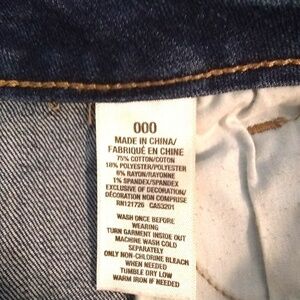 000
MADE IN CHINA/
FABRIQUÉ EN CHINE
75% COTTON/COTON
18% POLYESTER/POLYESTER
6% RAYON/RAYONNE
1% SPANDEX/SPANDEX
EXCLUSIVE OF DECORATION/
DÉCORATION NON COMPRISE
RN121726 CA53201
WASH ONCE BEFORE
WEARING
TURN GARMENT INSIDE OUT
MACHINE WASH COLD
SEPARATELY
ONLY NON-CHLORINE BLEACH
WHEN NEEDED
TUMBLE DRY LOW
WARM IRON IF NEEDED